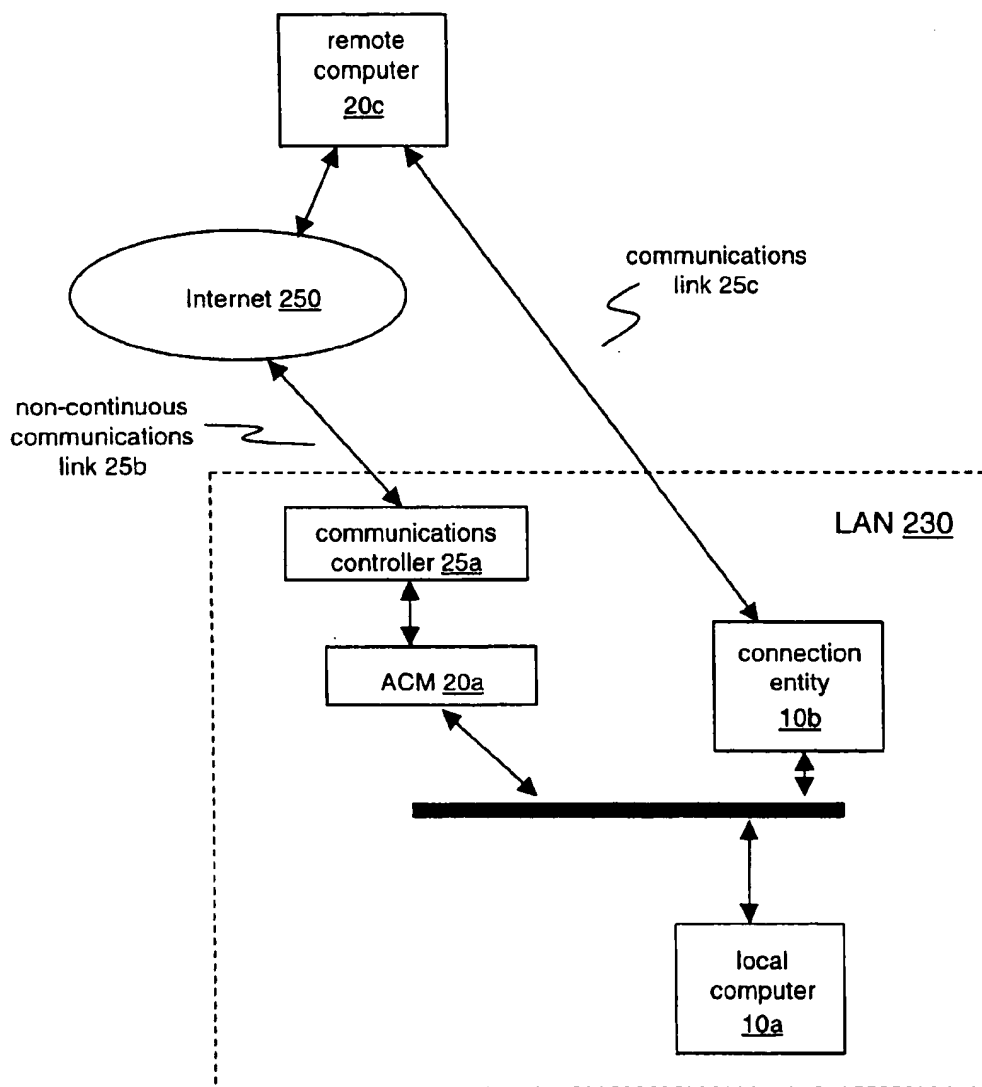 remote
computer
20c
Internet 250
communications
link 25c
non-continuous
communications
link 25b
LAN 230
communications
controller 25a
ACM 20a
connection
entity
10b
local
computer
10a